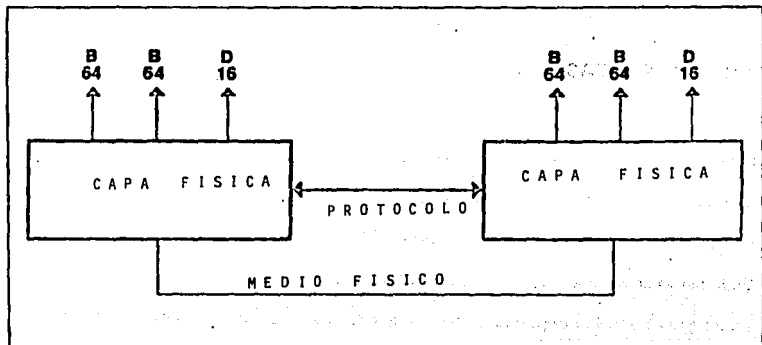 B B D
64 64 16
B B D
64 64 16
CAPA FISICA
CAPA FISICA
PROTOCOLO
MEDIO FISICO